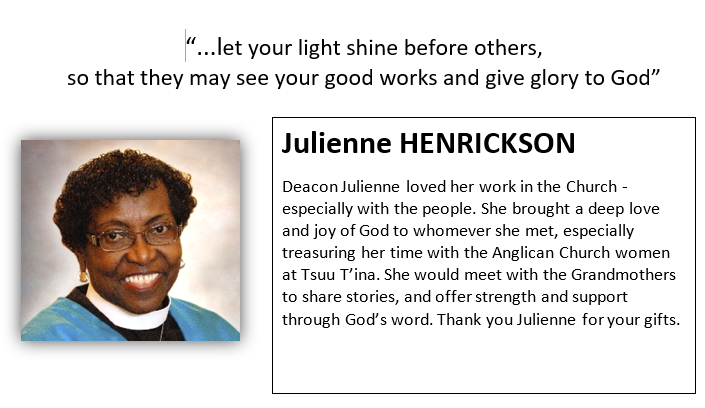 “...let your light shine before others,
so that they may see your good works and give glory to God”
Julienne HENRICKSON
Deacon Julienne loved her work in the Church -
especially with the people. She brought a deep love
and joy of God to whomever she met, especially
treasuring her time with the Anglican Church women
at Tsuu T’ina. She would meet with the Grandmothers
to share stories, and offer strength and support
through God’s word. Thank you Julienne for your gifts.